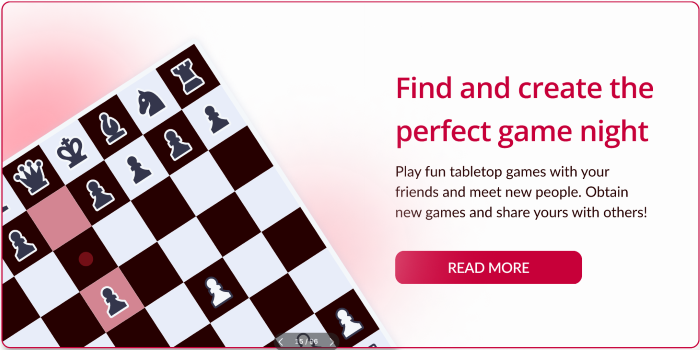 Find and create the
perfect game night
Play fun tabletop games with your
friends and meet new people. Obtain
new games and share yours with others!
READ MORE